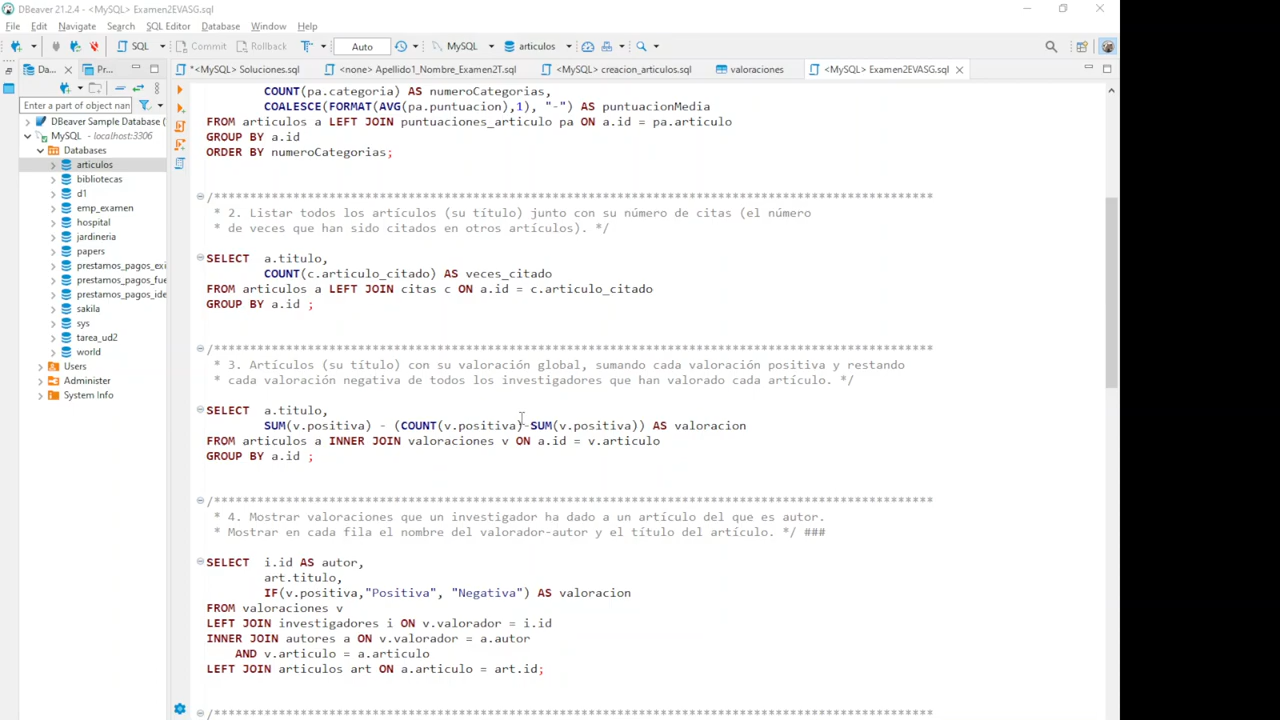 DBeaver 21.2.4 - <MySQL> Examen2EVASG.sql
File Edit Navigate Search SQL Editor Database Window Help
SQL Commit Rollback Auto MySQL articulos
Da... Pr... *<MySQL> Soluciones.sql <none> Apellido1_Nombre_Examen2T.sql <MySQL> creacion_articulos.sql valoraciones <MySQL> Examen2EVASG.sql
Enter a part of object nan
DBeaver Sample Database (
MySQL - localhost:3306
Databases
articulos
bibliotecas
d1
emp_examen
hospital
jardineria
papers
prestamos_pagos_exi
prestamos_pagos_fue
prestamos_pagos_ide
sakila
sys
tarea_ud2
world
Users
Administer
System Info
COUNT(pa.categoria) AS numeroCategorias,
COALESCE(FORMAT(AVG(pa.puntuacion),1), "-") AS puntuacionMedia
FROM articulos a LEFT JOIN puntuaciones_articulo pa ON a.id = pa.articulo
GROUP BY a.id
ORDER BY numeroCategorias;
/****************************************************************************************************
* 2. Listar todos los artículos (su título) junto con su número de citas (el número
* de veces que han sido citados en otros artículos). */
SELECT a.titulo,
COUNT(c.articulo_citado) AS veces_citado
FROM articulos a LEFT JOIN citas c ON a.id = c.articulo_citado
GROUP BY a.id ;
/****************************************************************************************************
* 3. Artículos (su título) con su valoración global, sumando cada valoración positiva y restando
* cada valoración negativa de todos los investigadores que han valorado cada artículo. */
SELECT a.titulo,
SUM(v.positiva) - (COUNT(v.positiva)-SUM(v.positiva)) AS valoracion
FROM articulos a INNER JOIN valoraciones v ON a.id = v.articulo
GROUP BY a.id ;
/****************************************************************************************************
* 4. Mostrar valoraciones que un investigador ha dado a un artículo del que es autor.
* Mostrar en cada fila el nombre del valorador-autor y el título del artículo. */ ###
SELECT i.id AS autor,
art.titulo,
IF(v.positiva,"Positiva", "Negativa") AS valoracion
FROM valoraciones v
LEFT JOIN investigadores i ON v.valorador = i.id
INNER JOIN autores a ON v.valorador = a.autor
AND v.articulo = a.articulo
LEFT JOIN articulos art ON a.articulo = art.id;
/****************************************************************************************************